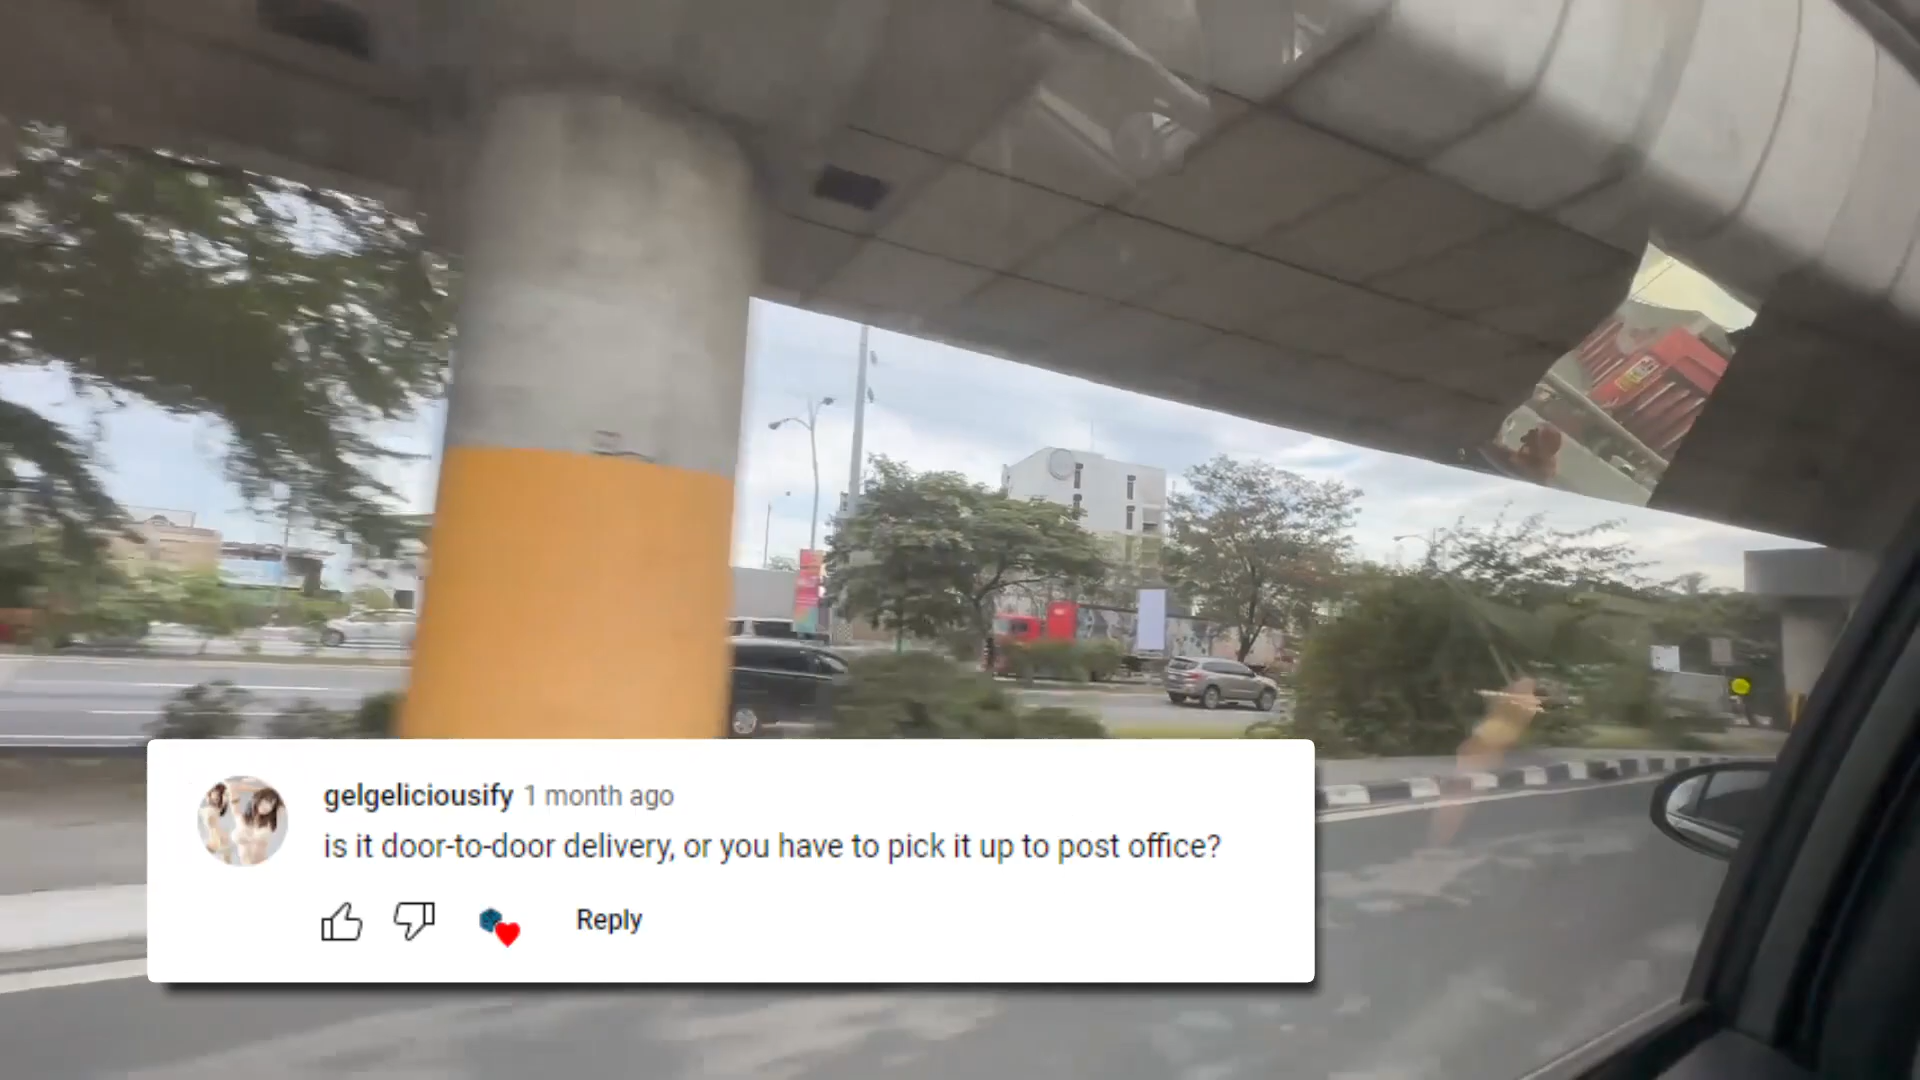 gelgeliciousify 1 month ago
is it door-to-door delivery, or you have to pick it up to post office?
Reply